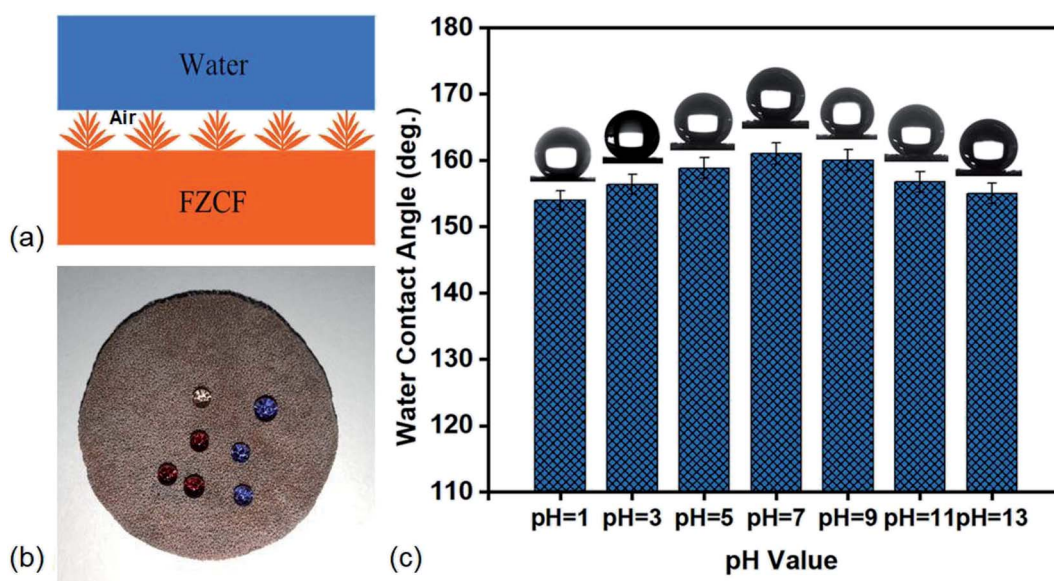 Water
Air
FZCF
(a)
(b)
180
170
160
150
140
130
120
110
Water Contact Angle (deg.)
pH=1 pH=3 pH=5 pH=7 pH=9 pH=11 pH=13
pH Value
(c)